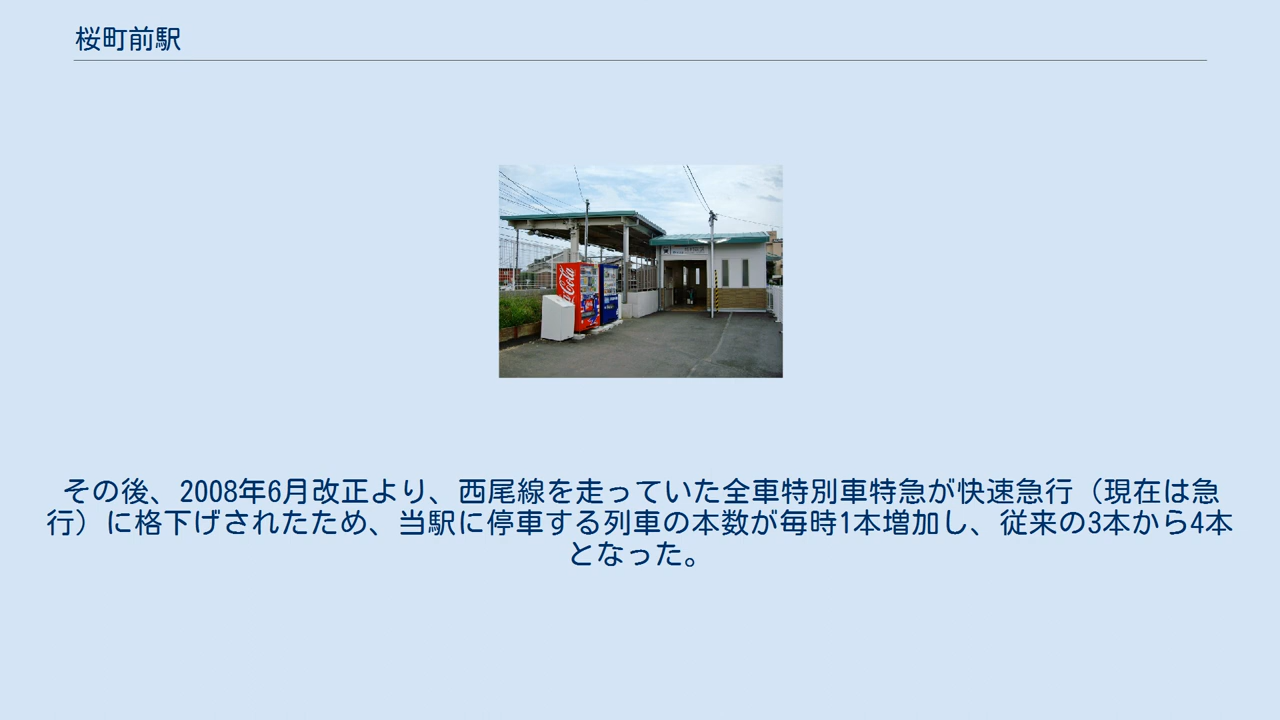 桜町前駅
Coca-Cola
その後、2008年6月改正より、西尾線を走っていた全車特別車特急が快速急行（現在は急
行）に格下げされたため、当駅に停車する列車の本数が毎時1本増加し、従来の3本から4本
となった。